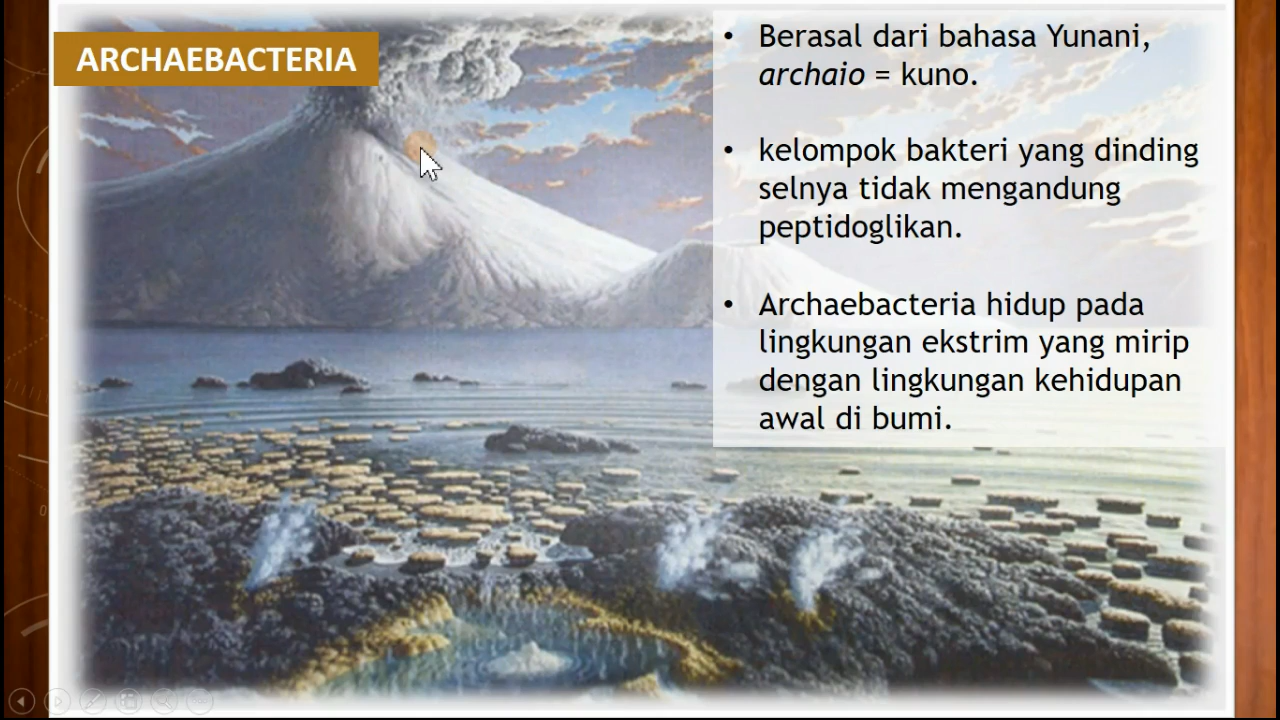 ARCHAEBACTERIA
• Berasal dari bahasa Yunani,
archaio = kuno.
• kelompok bakteri yang dinding
selnya tidak mengandung
peptidoglikan.
• Archaebacteria hidup pada
lingkungan ekstrim yang mirip
dengan lingkungan kehidupan
awal di bumi.